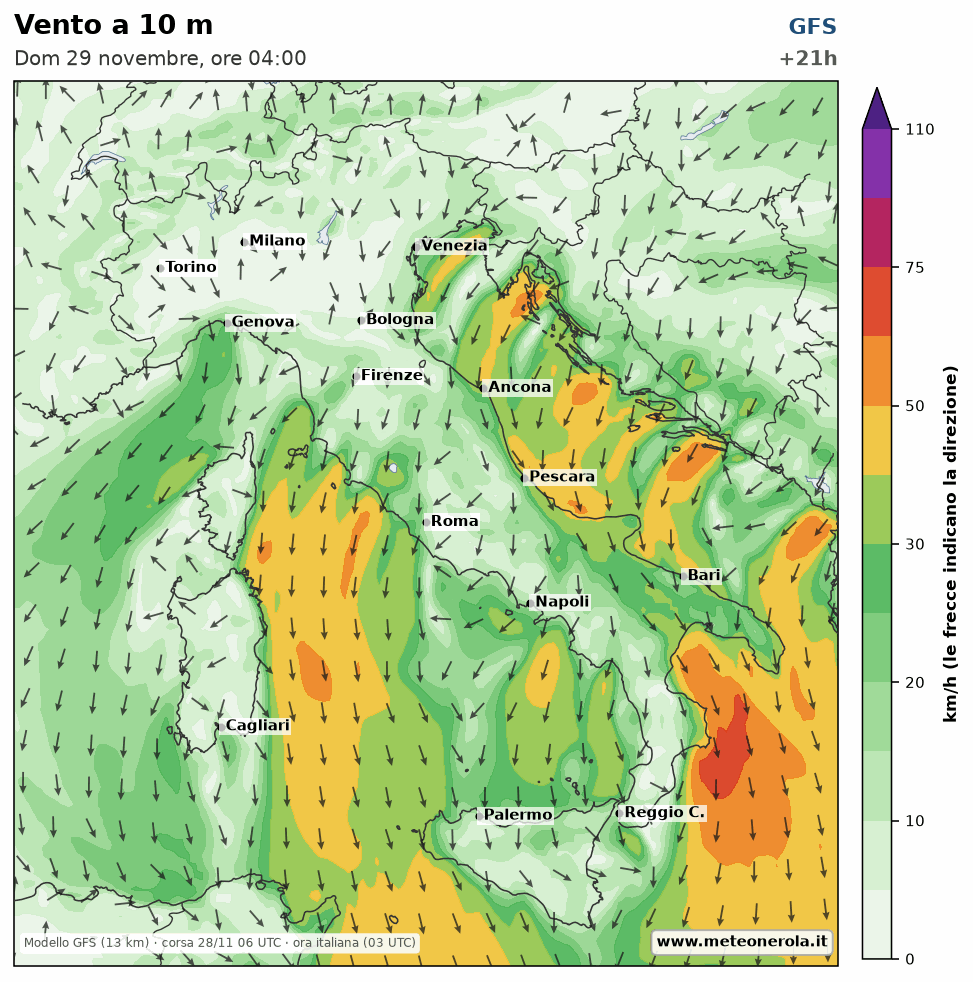 Vento a 10 m
GFS
Dom 29 novembre, ore 04:00
+21h
110
75
50
30
20
10
0
km/h (le frecce indicano la direzione)
Venezia
Milano
Torino
Genova
Bologna
Firenze
Ancona
Pescara
Roma
Bari
Napoli
Cagliari
Palermo
Reggio C.
Modello GFS (13 km) · corsa 28/11 06 UTC · ora italiana (03 UTC)
www.meteonerola.it